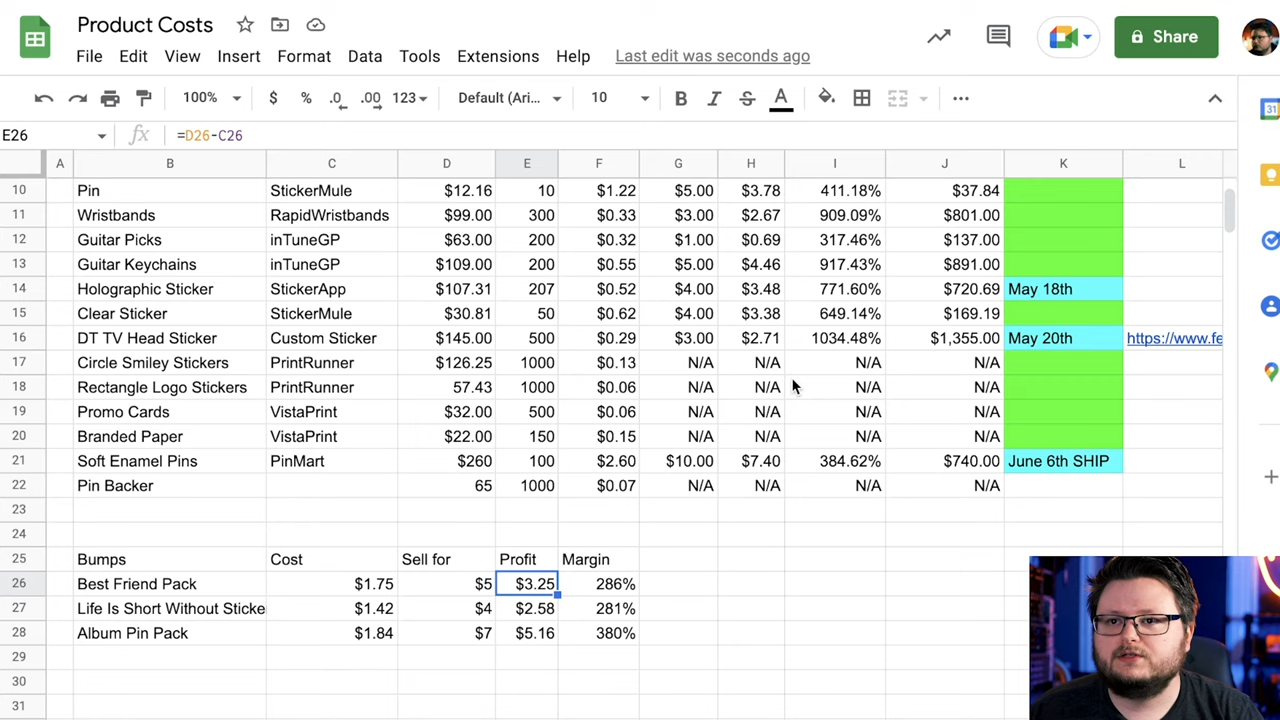 Product Costs
Share
File Edit View Insert Format Data Tools Extensions Help Last edit was seconds ago
100% $ % .0 .00 123 Default (Ari... 10 B I S A
E26 fx =D26-C26
A B C D E F G H I J K L
10 Pin StickerMule $12.16 10 $1.22 $5.00 $3.78 411.18% $37.84
11 Wristbands RapidWristbands $99.00 300 $0.33 $3.00 $2.67 909.09% $801.00
12 Guitar Picks inTuneGP $63.00 200 $0.32 $1.00 $0.69 317.46% $137.00
13 Guitar Keychains inTuneGP $109.00 200 $0.55 $5.00 $4.46 917.43% $891.00
14 Holographic Sticker StickerApp $107.31 207 $0.52 $4.00 $3.48 771.60% $720.69 May 18th
15 Clear Sticker StickerMule $30.81 50 $0.62 $4.00 $3.38 649.14% $169.19
16 DT TV Head Sticker Custom Sticker $145.00 500 $0.29 $3.00 $2.71 1034.48% $1,355.00 May 20th https://www.fe
17 Circle Smiley Stickers PrintRunner $126.25 1000 $0.13 N/A N/A N/A N/A
18 Rectangle Logo Stickers PrintRunner 57.43 1000 $0.06 N/A N/A N/A N/A
19 Promo Cards VistaPrint $32.00 500 $0.06 N/A N/A N/A N/A
20 Branded Paper VistaPrint $22.00 150 $0.15 N/A N/A N/A N/A
21 Soft Enamel Pins PinMart $260 100 $2.60 $10.00 $7.40 384.62% $740.00 June 6th SHIP
22 Pin Backer 65 1000 $0.07 N/A N/A N/A N/A
23
24
25 Bumps Cost Sell for Profit Margin
26 Best Friend Pack $1.75 $5 $3.25 286%
27 Life Is Short Without Sticke $1.42 $4 $2.58 281%
28 Album Pin Pack $1.84 $7 $5.16 380%
29
30
31
31